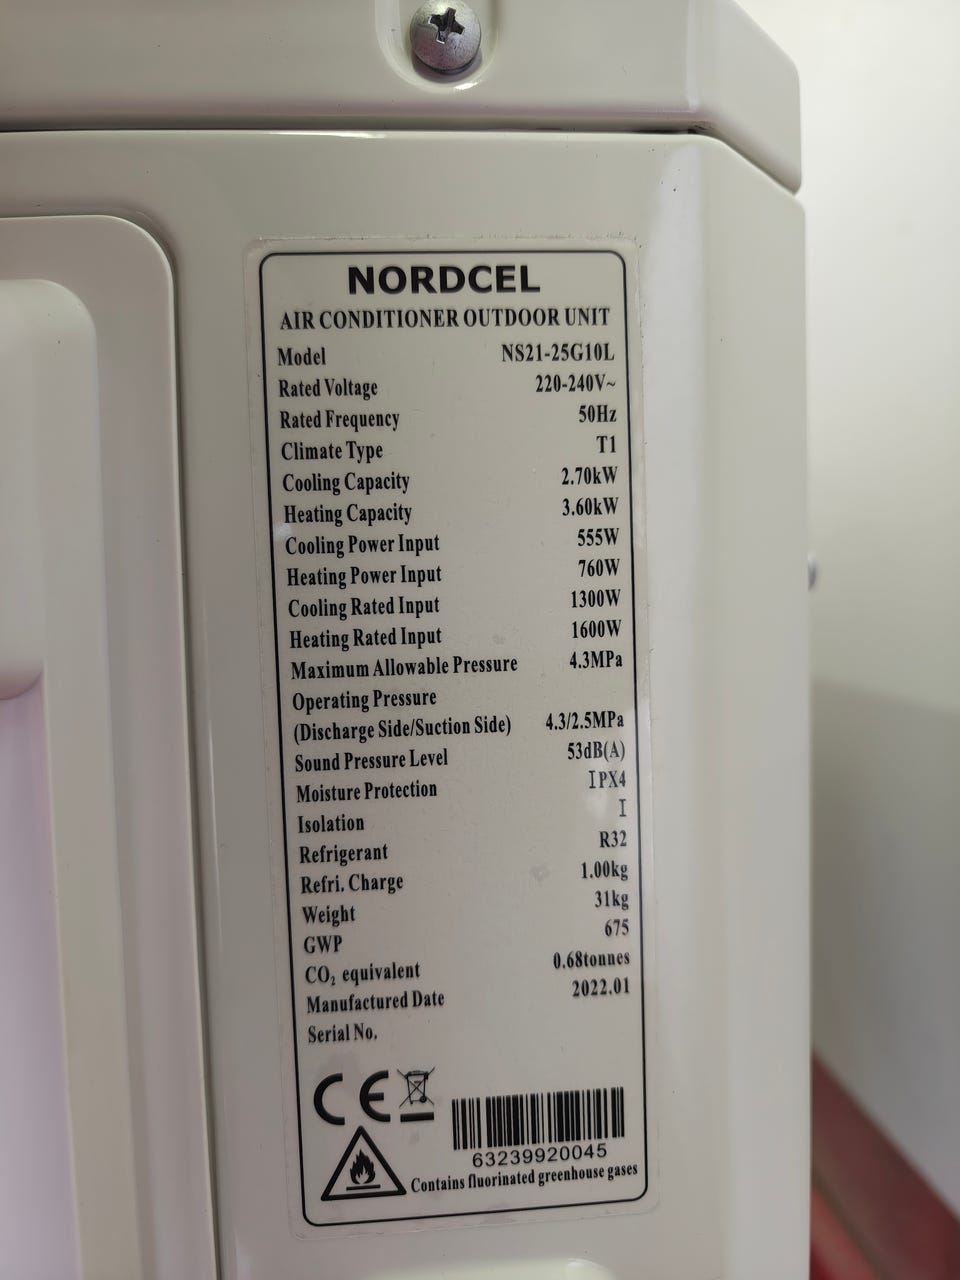 NORDCEL
AIR CONDITIONER OUTDOOR UNIT
Model NS21-25G10L
Rated Voltage 220-240V~
Rated Frequency 50Hz
Climate Type T1
Cooling Capacity 2.70kW
Heating Capacity 3.60kW
Cooling Power Input 555W
Heating Power Input 760W
Cooling Rated Input 1300W
Heating Rated Input 1600W
Maximum Allowable Pressure 4.3MPa
Operating Pressure
(Discharge Side/Suction Side) 4.3/2.5MPa
Sound Pressure Level 53dB(A)
Moisture Protection IPX4
Isolation I
Refrigerant R32
Refri. Charge 1.00kg
Weight 31kg
GWP 675
CO₂ equivalent 0.68tonnes
Manufactured Date 2022.01
Serial No.
CE
63239920045
Contains fluorinated greenhouse gases